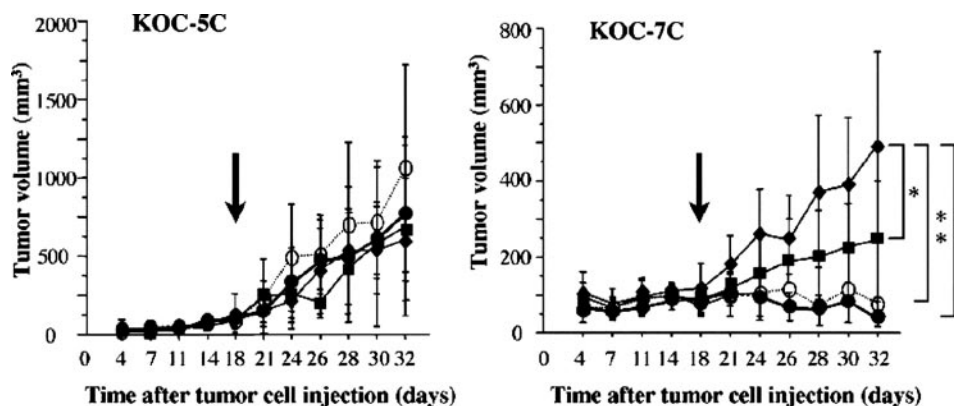 KOC-5C
Tumor volume (mm³)
2000
1500
1000
500
0
0 4 7 11 14 18 21 24 26 28 30 32
Time after tumor cell injection (days)
KOC-7C
Tumor volume (mm³)
800
600
400
200
0
0 4 7 11 14 18 21 24 26 28 30 32
Time after tumor cell injection (days)
*
* *